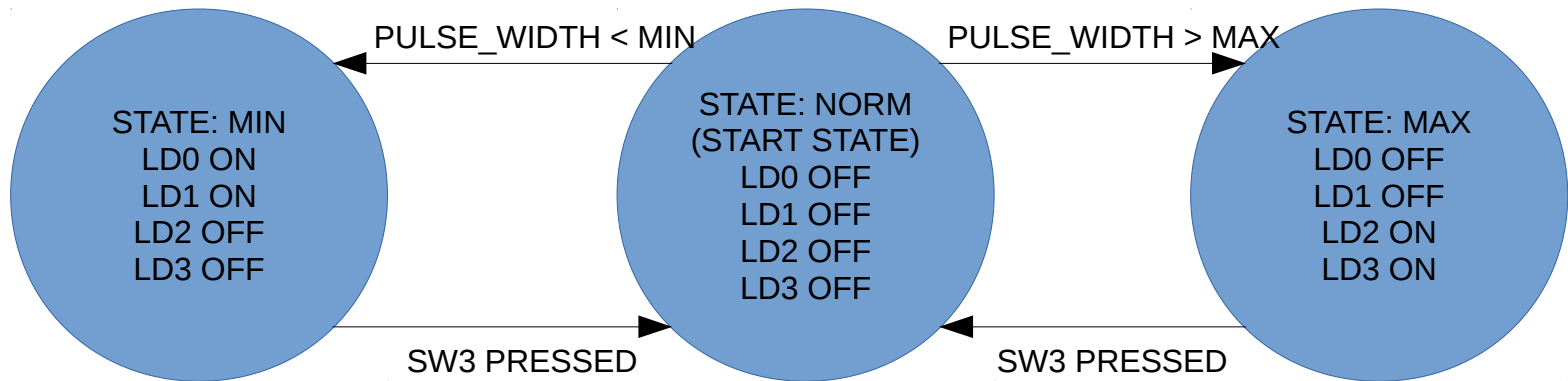 PULSE_WIDTH < MIN
PULSE_WIDTH > MAX
STATE: MIN
LD0 ON
LD1 ON
LD2 OFF
LD3 OFF
STATE: NORM
(START STATE)
LD0 OFF
LD1 OFF
LD2 OFF
LD3 OFF
STATE: MAX
LD0 OFF
LD1 OFF
LD2 ON
LD3 ON
SW3 PRESSED
SW3 PRESSED